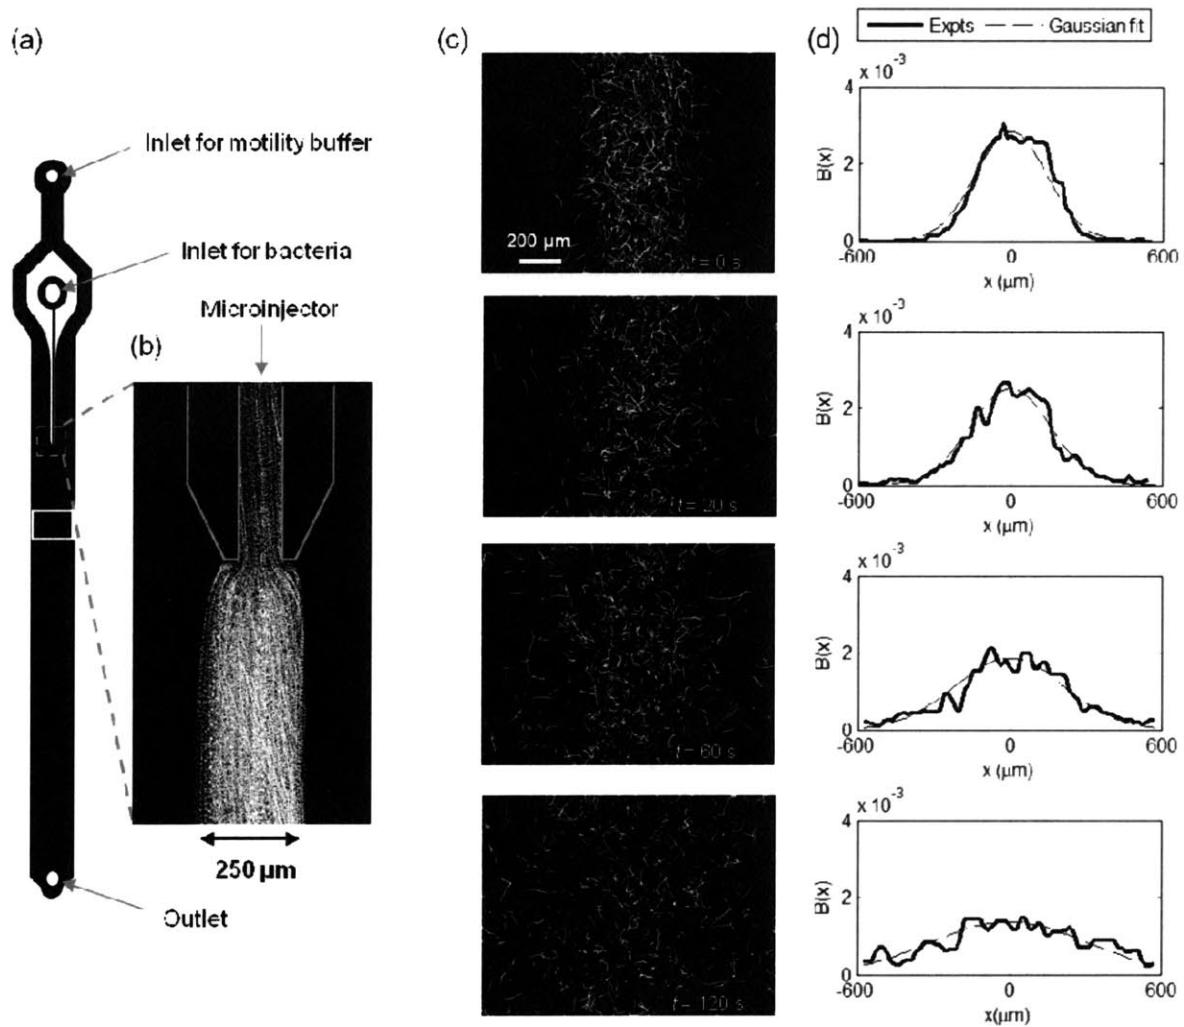 (a)
Inlet for motility buffer
Inlet for bacteria
Microinjector
(b)
250 µm
Outlet
(c)
200 µm
t = 0 s
t = 20 s
t = 60 s
t = 120 s
(d)
Expts
Gaussian fit
x 10⁻³
4
2
0
B(x)
-600
0
600
x (µm)
x 10⁻³
4
2
0
B(x)
-600
0
600
x (µm)
x 10⁻³
4
2
0
B(x)
-600
0
600
x (µm)
x 10⁻³
4
2
0
B(x)
-600
0
600
x(µm)